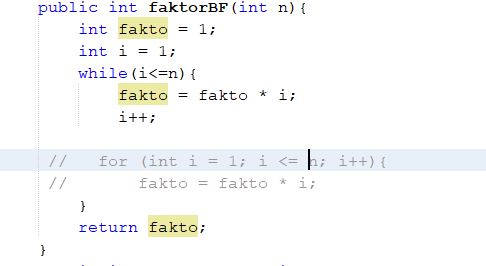 public int faktorBF(int n){
int fakto = 1;
int i = 1;
while(i<=n){
fakto = fakto * i;
i++;
//   for (int i = 1; i <= n; i++){
//       fakto = fakto * i;
}
return fakto;
}